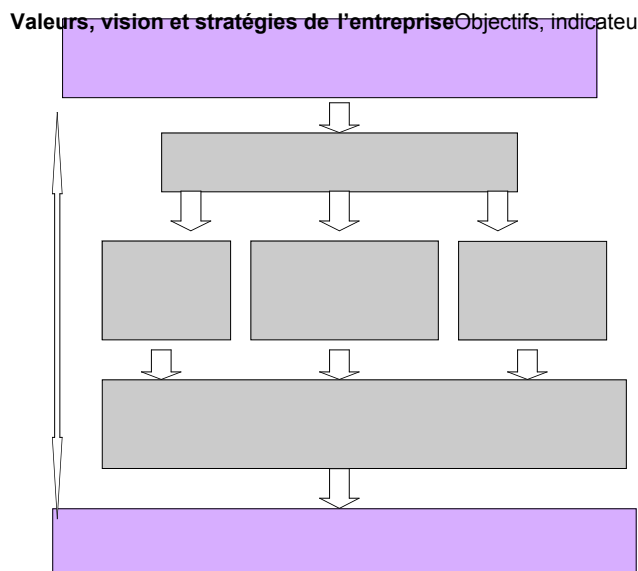 Valeurs, vision et stratégies de l'entrepriseObjectifs, indicateu